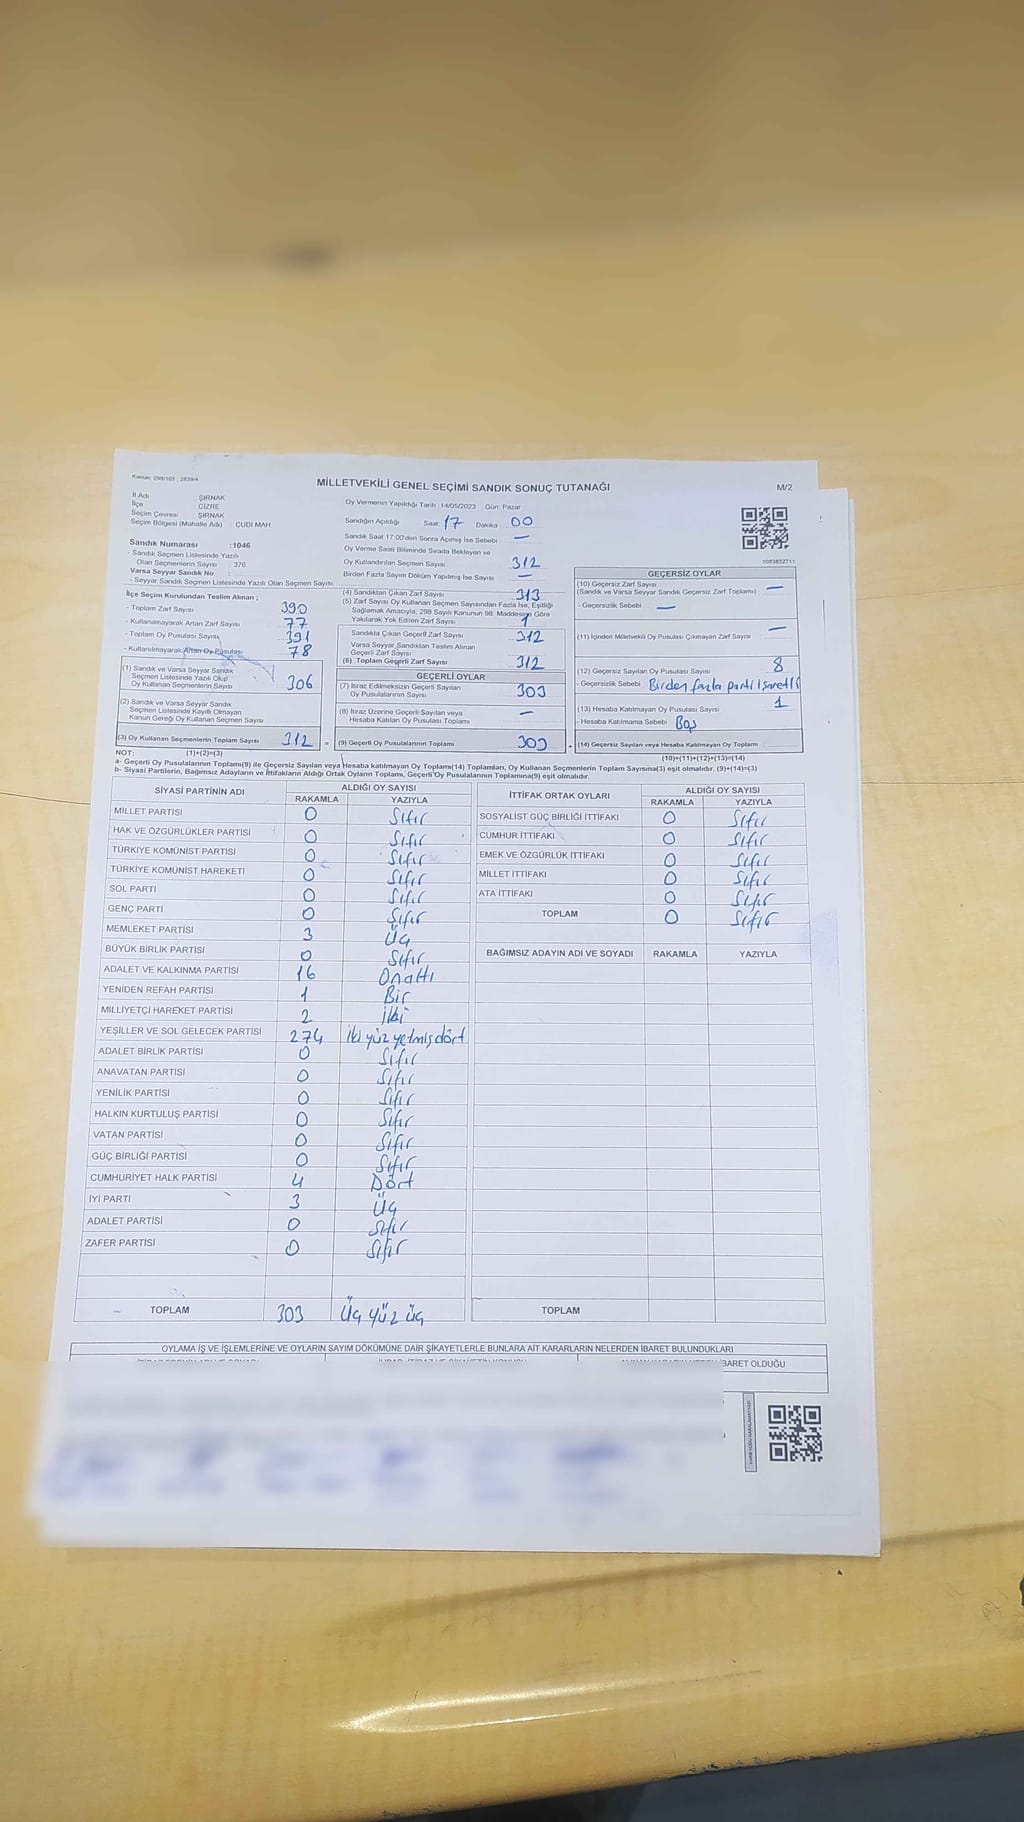 Kanun: 298/105 ; 2839/4
MİLLETVEKİLİ GENEL SEÇİMİ SANDIK SONUÇ TUTANAĞI
M/2
İl Adı : ŞIRNAK
İlçe : CİZRE
Seçim Çevresi : ŞIRNAK
Seçim Bölgesi (Mahalle Adı) : CUDİ MAH
Sandık Numarası :1046
- Sandık Seçmen Listesinde Yazılı
Olan Seçmenlerin Sayısı : 376
Varsa Seyyar Sandık No :
- Seyyar Sandık Seçmen Listesinde Yazılı Olan Seçmen Sayısı:
Oy Vermenin Yapıldığı Tarih :14/05/2023 Gün: Pazar
Sandığın Açıldığı Saat: 17 Dakika 00
Sandık Saat 17:00'den Sonra Açılmış İse Sebebi —
Oy Verme Saati Bitiminde Sırada Bekleyen ve
Oy Kullandırılan Seçmen Sayısı 312
Birden Fazla Sayım Döküm Yapılmış İse Sayısı —
1083832711
İlçe Seçim Kurulundan Teslim Alınan ;
- Toplam Zarf Sayısı 390
- Kullanılmayarak Artan Zarf Sayısı 77
- Toplam Oy Pusulası Sayısı 391
- Kullanılmayarak Artan Oy Pusulası 78
(1) Sandık ve Varsa Seyyar Sandık
Seçmen Listesinde Yazılı Olup
Oy Kullanan Seçmenlerin Sayısı 306
(2) Sandık ve Varsa Seyyar Sandık
Seçmen Listesinde Kayıtlı Olmayan
Kanun Gereği Oy Kullanan Seçmen Sayısı
(3) Oy Kullanan Seçmenlerin Toplam Sayısı 312 =
(1)+(2)=(3)
(4) Sandıktan Çıkan Zarf Sayısı 313
(5) Zarf Sayısı Oy Kullanan Seçmen Sayısından Fazla İse, Eşitliği
Sağlamak Amacıyla; 298 Sayılı Kanunun 98. Maddesine Göre
Yakılarak Yok Edilen Zarf Sayısı 1
Sandıkta Çıkan Geçerli Zarf Sayısı 312
Varsa Seyyar Sandıktan Teslim Alınan
Geçerli Zarf Sayısı
(6) Toplam Geçerli Zarf Sayısı 312
GEÇERLİ OYLAR
(7) İtiraz Edilmeksizin Geçerli Sayılan
Oy Pusulalarının Sayısı 303
(8) İtiraz Üzerine Geçerli Sayılan veya
Hesaba Katılan Oy Pusulası Toplamı —
(9) Geçerli Oy Pusulalarının Toplamı 303 +
GEÇERSİZ OYLAR
(10) Geçersiz Zarf Sayısı
(Sandık ve Varsa Seyyar Sandık Geçersiz Zarf Toplamı) —
- Geçersizlik Sebebi —
(11) İçinden Milletvekili Oy Pusulası Çıkmayan Zarf Sayısı —
(12) Geçersiz Sayılan Oy Pusulası Sayısı 8
- Geçersizlik Sebebi Birden fazla parti İşaretli
(13) Hesaba Katılmayan Oy Pusulası Sayısı 1
- Hesaba Katılmama Sebebi Boş
(14) Geçersiz Sayılan veya Hesaba Katılmayan Oy Toplamı
(10)+(11)+(12)+(13)=(14)
NOT:
a- Geçerli Oy Pusulalarının Toplamı(9) ile Geçersiz Sayılan veya Hesaba katılmayan Oy Toplamı(14) Toplamları, Oy Kullanan Seçmenlerin Toplam Sayısına(3) eşit olmalıdır. (9)+(14)=(3)
b- Siyasi Partilerin, Bağımsız Adayların ve İttifakların Aldığı Ortak Oyların Toplamı, Geçerli Oy Pusulalarının Toplamına(9) eşit olmalıdır.
SİYASİ PARTİNİN ADI ALDIĞI OY SAYISI
RAKAMLA YAZIYLA
MİLLET PARTİSİ 0 Sıfır
HAK VE ÖZGÜRLÜKLER PARTİSİ 0 Sıfır
TÜRKİYE KOMÜNİST PARTİSİ 0 Sıfır
TÜRKİYE KOMÜNİST HAREKETİ 0 Sıfır
SOL PARTİ 0 Sıfır
GENÇ PARTİ 0 Sıfır
MEMLEKET PARTİSİ 3 Üç
BÜYÜK BİRLİK PARTİSİ 0 Sıfır
ADALET VE KALKINMA PARTİSİ 16 Onaltı
YENİDEN REFAH PARTİSİ 1 Bir
MİLLİYETÇİ HAREKET PARTİSİ 2 İki
YEŞİLLER VE SOL GELECEK PARTİSİ 274 İki yüz yetmiş dört
ADALET BİRLİK PARTİSİ 0 Sıfır
ANAVATAN PARTİSİ 0 Sıfır
YENİLİK PARTİSİ 0 Sıfır
HALKIN KURTULUŞ PARTİSİ 0 Sıfır
VATAN PARTİSİ 0 Sıfır
GÜÇ BİRLİĞİ PARTİSİ 0 Sıfır
CUMHURİYET HALK PARTİSİ 4 Dört
İYİ PARTİ 3 Üç
ADALET PARTİSİ 0 Sıfır
ZAFER PARTİSİ 0 Sıfır
TOPLAM 303 Üç yüz üç
İTTİFAK ORTAK OYLARI ALDIĞI OY SAYISI
RAKAMLA YAZIYLA
SOSYALİST GÜÇ BİRLİĞİ İTTİFAKI 0 Sıfır
CUMHUR İTTİFAKI 0 Sıfır
EMEK VE ÖZGÜRLÜK İTTİFAKI 0 Sıfır
MİLLET İTTİFAKI 0 Sıfır
ATA İTTİFAKI 0 Sıfır
TOPLAM 0 Sıfır
BAĞIMSIZ ADAYIN ADI VE SOYADI RAKAMLA YAZIYLA
TOPLAM
OYLAMA İŞ VE İŞLEMLERİNE VE OYLARIN SAYIM DÖKÜMÜNE DAİR ŞİKAYETLERLE BUNLARA AİT KARARLARIN NELERDEN İBARET BULUNDUKLARI
İBARET OLDUĞU